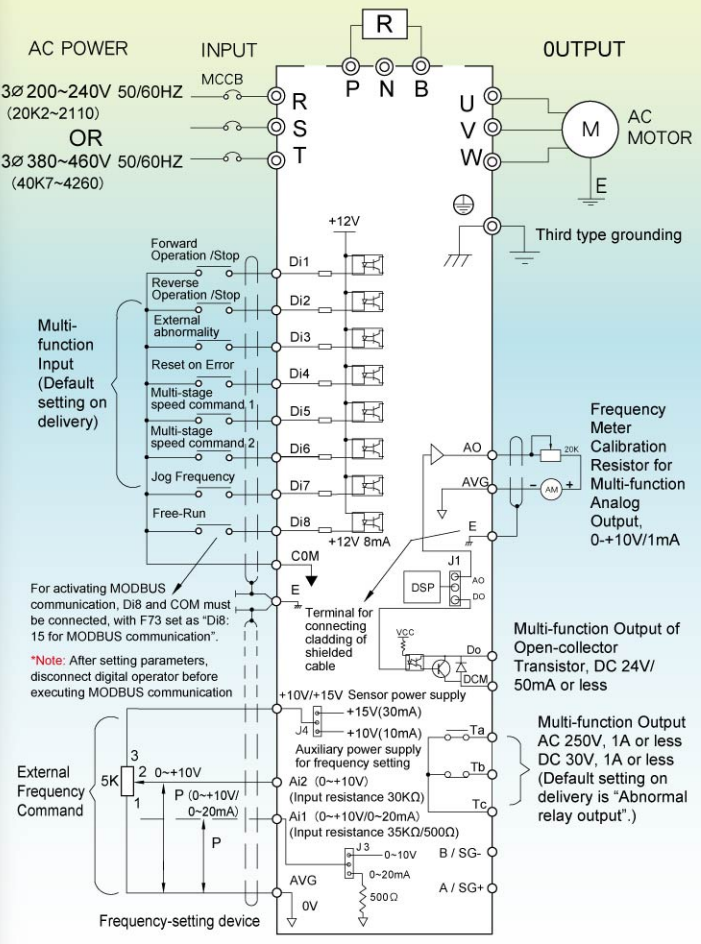 R
AC POWER
INPUT
OUTPUT
MCCB
P N B
3Ø 200~240V 50/60HZ
(20K2~2110)
OR
3Ø 380~460V 50/60HZ
(40K7~4260)
R
S
T
U
V
W
M
AC
MOTOR
E
Third type grounding
+12V
Forward
Operation /Stop
Di1
Reverse
Operation /Stop
Di2
External
abnormality
Di3
Reset on Error
Di4
Multi-stage
speed command 1
Di5
Multi-stage
speed command 2
Di6
Jog Frequency
Di7
Free-Run
Di8
+12V 8mA
COM
E
Multi-
function
Input
(Default
setting on
delivery)
AO
20K
AVG
- AM +
E
Frequency
Meter
Calibration
Resistor for
Multi-function
Analog
Output,
0-+10V/1mA
J1
DSP
AO
DO
For activating MODBUS
communication, Di8 and COM must
be connected, with F73 set as “Di8:
15 for MODBUS communication”.
*Note: After setting parameters,
disconnect digital operator before
executing MODBUS communication
Terminal for
connecting
cladding of
shielded
cable
VCC
Do
DCM
Multi-function Output of
Open-collector
Transistor, DC 24V/
50mA or less
+10V/+15V Sensor power supply
+15V(30mA)
J4
+10V(10mA)
Auxiliary power supply
for frequency setting
Ta
Tb
Tc
Multi-function Output
AC 250V, 1A or less
DC 30V, 1A or less
(Default setting on
delivery is “Abnormal
relay output”.)
External
Frequency
Command
5K
3
2
1
0~+10V
P (0~+10V/
0~20mA)
P
Ai2 (0~+10V)
(Input resistance 30KΩ)
Ai1 (0~+10V/0~20mA)
(Input resistance 35KΩ/500Ω)
J3
0~10V
0~20mA
500Ω
B / SG-
A / SG+
AVG
0V
Frequency-setting device